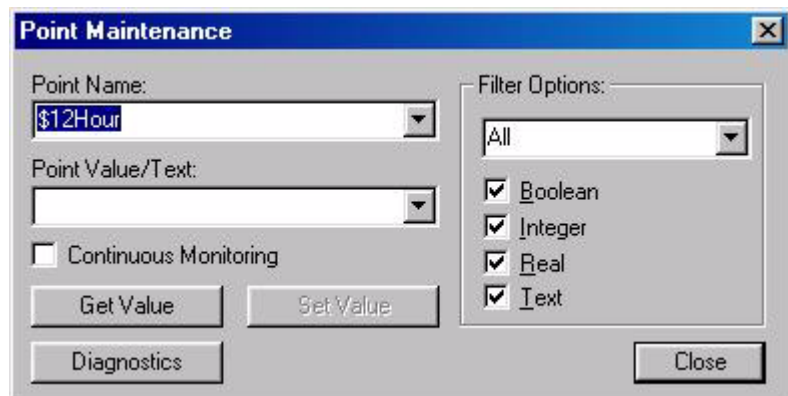 Point Maintenance
Point Name:
$12Hour
Point Value/Text:
Continuous Monitoring
Get Value
Set Value
Diagnostics
Filter Options:
All
Boolean
Integer
Real
Text
Close